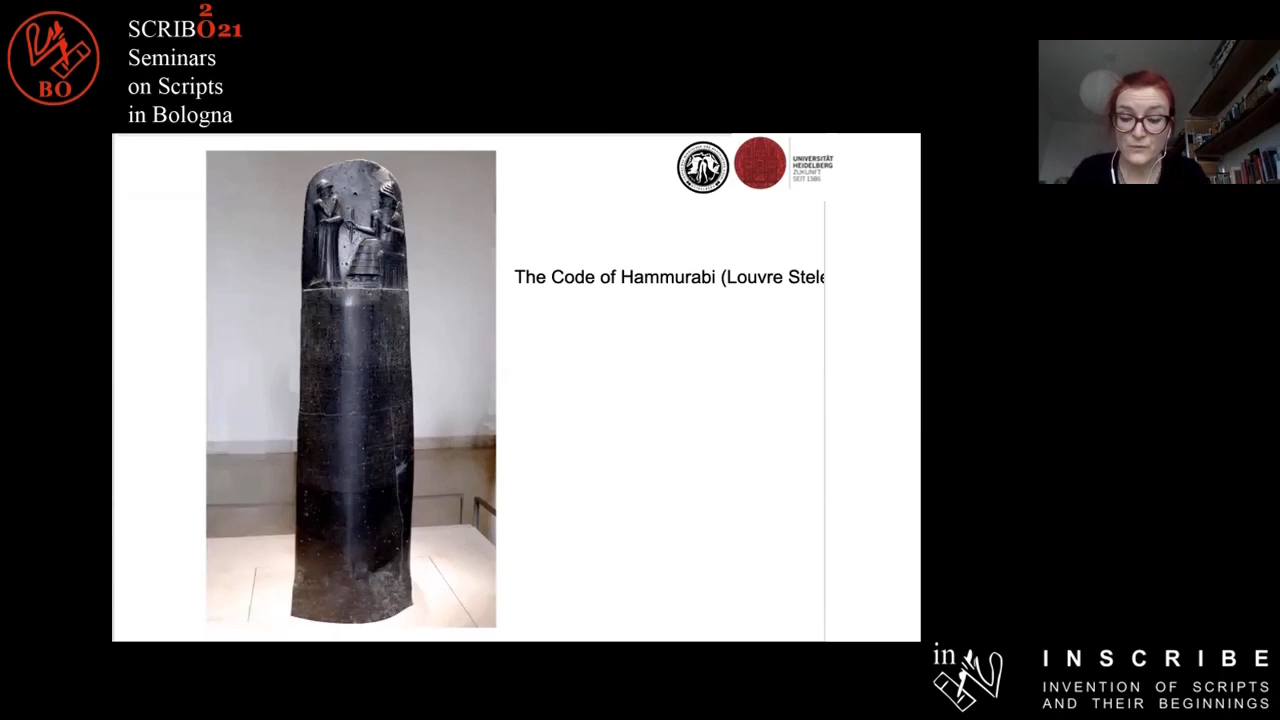 SCRIBO21
2
Seminars
on Scripts
in Bologna
BO
UNIVERSITÄT
HEIDELBERG
ZUKUNFT
SEIT 1386
The Code of Hammurabi (Louvre Stele
in
INSCRIBE
INVENTION OF SCRIPTS
AND THEIR BEGINNINGS